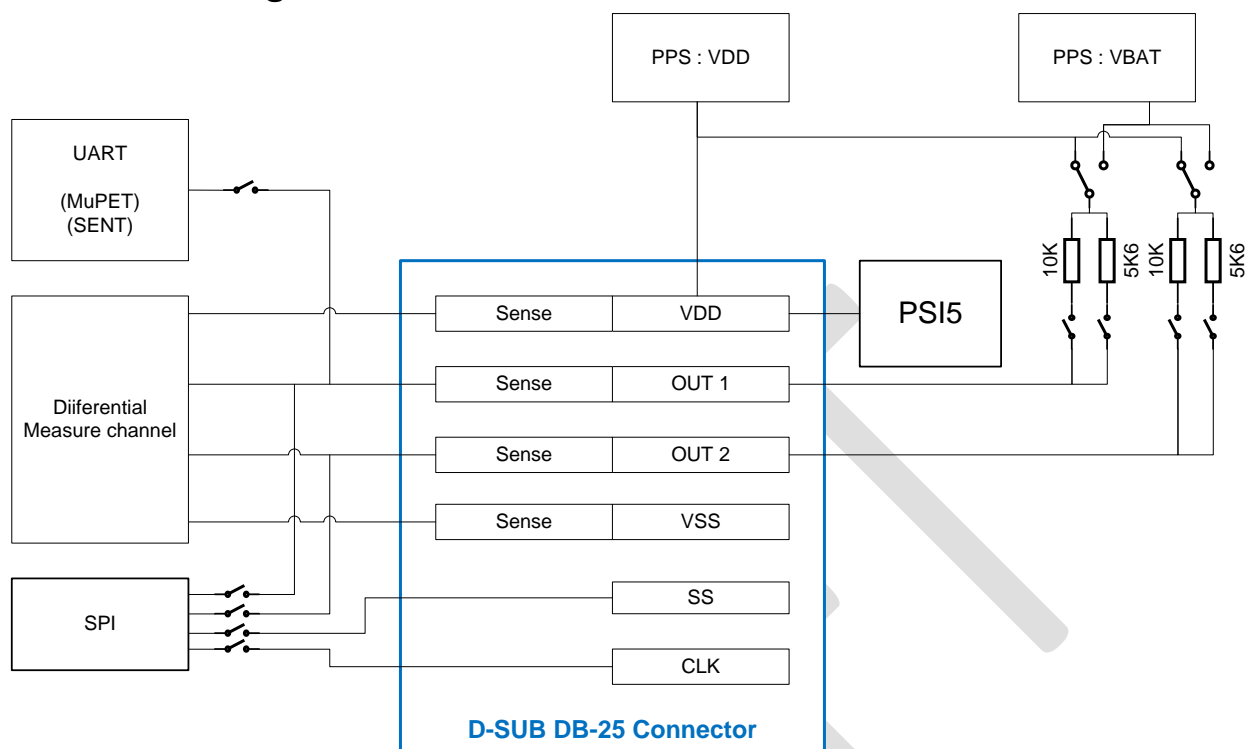 PPS : VDD
PPS : VBAT
UART
(MuPET)
(SENT)
10K
5K6
10K
5K6
Sense
VDD
PSI5
Sense
OUT 1
Diiferential
Measure channel
Sense
OUT 2
Sense
VSS
SS
SPI
CLK
D-SUB DB-25 Connector